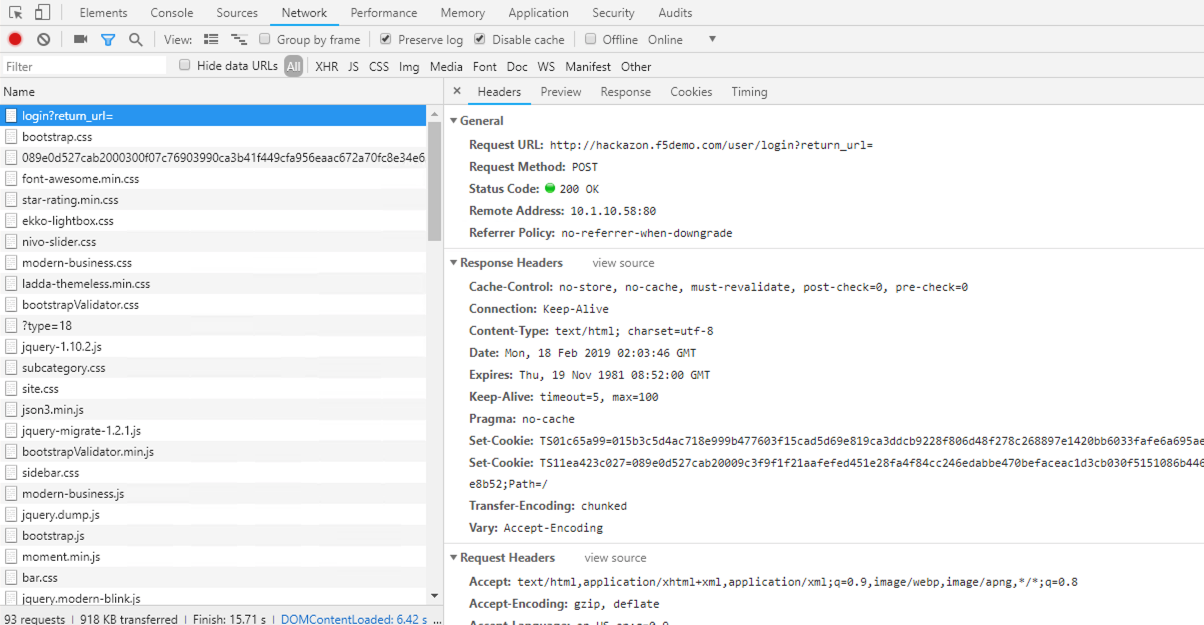 Elements Console Sources Network Performance Memory Application Security Audits
View: Group by frame Preserve log Disable cache Offline Online
Filter Hide data URLs All XHR JS CSS Img Media Font Doc WS Manifest Other
Name
login?return_url=
bootstrap.css
089e0d527cab2000300f07c76903990ca3b41f449cfa956eaac672a70fc8e34e6
font-awesome.min.css
star-rating.min.css
ekko-lightbox.css
nivo-slider.css
modern-business.css
ladda-themeless.min.css
bootstrapValidator.css
?type=18
jquery-1.10.2.js
subcategory.css
site.css
json3.min.js
jquery-migrate-1.2.1.js
bootstrapValidator.min.js
sidebar.css
modern-business.js
jquery.dump.js
bootstrap.js
moment.min.js
bar.css
jquery.modern-blink.js
93 requests | 918 KB transferred | Finish: 15.71 s | DOMContentLoaded: 6.42 s ...
× Headers Preview Response Cookies Timing
General
Request URL: http://hackazon.f5demo.com/user/login?return_url=
Request Method: POST
Status Code: 200 OK
Remote Address: 10.1.10.58:80
Referrer Policy: no-referrer-when-downgrade
Response Headers view source
Cache-Control: no-store, no-cache, must-revalidate, post-check=0, pre-check=0
Connection: Keep-Alive
Content-Type: text/html; charset=utf-8
Date: Mon, 18 Feb 2019 02:03:46 GMT
Expires: Thu, 19 Nov 1981 08:52:00 GMT
Keep-Alive: timeout=5, max=100
Pragma: no-cache
Set-Cookie: TS01c65a99=015b3c5d4ac718e999b477603f15cad5d69e819ca3ddcb9228f806d48f278c268897e1420bb6033fafe6a695ae
Set-Cookie: TS11ea423c027=089e0d527cab20009c3f9f1f21aafefed451e28fa4f84cc246edabbe470befaceac1d3cb030f5151086b446
e8b52;Path=/
Transfer-Encoding: chunked
Vary: Accept-Encoding
Request Headers view source
Accept: text/html,application/xhtml+xml,application/xml;q=0.9,image/webp,image/apng,*/*;q=0.8
Accept-Encoding: gzip, deflate
Accept-Language: en-US,en;q=0.9